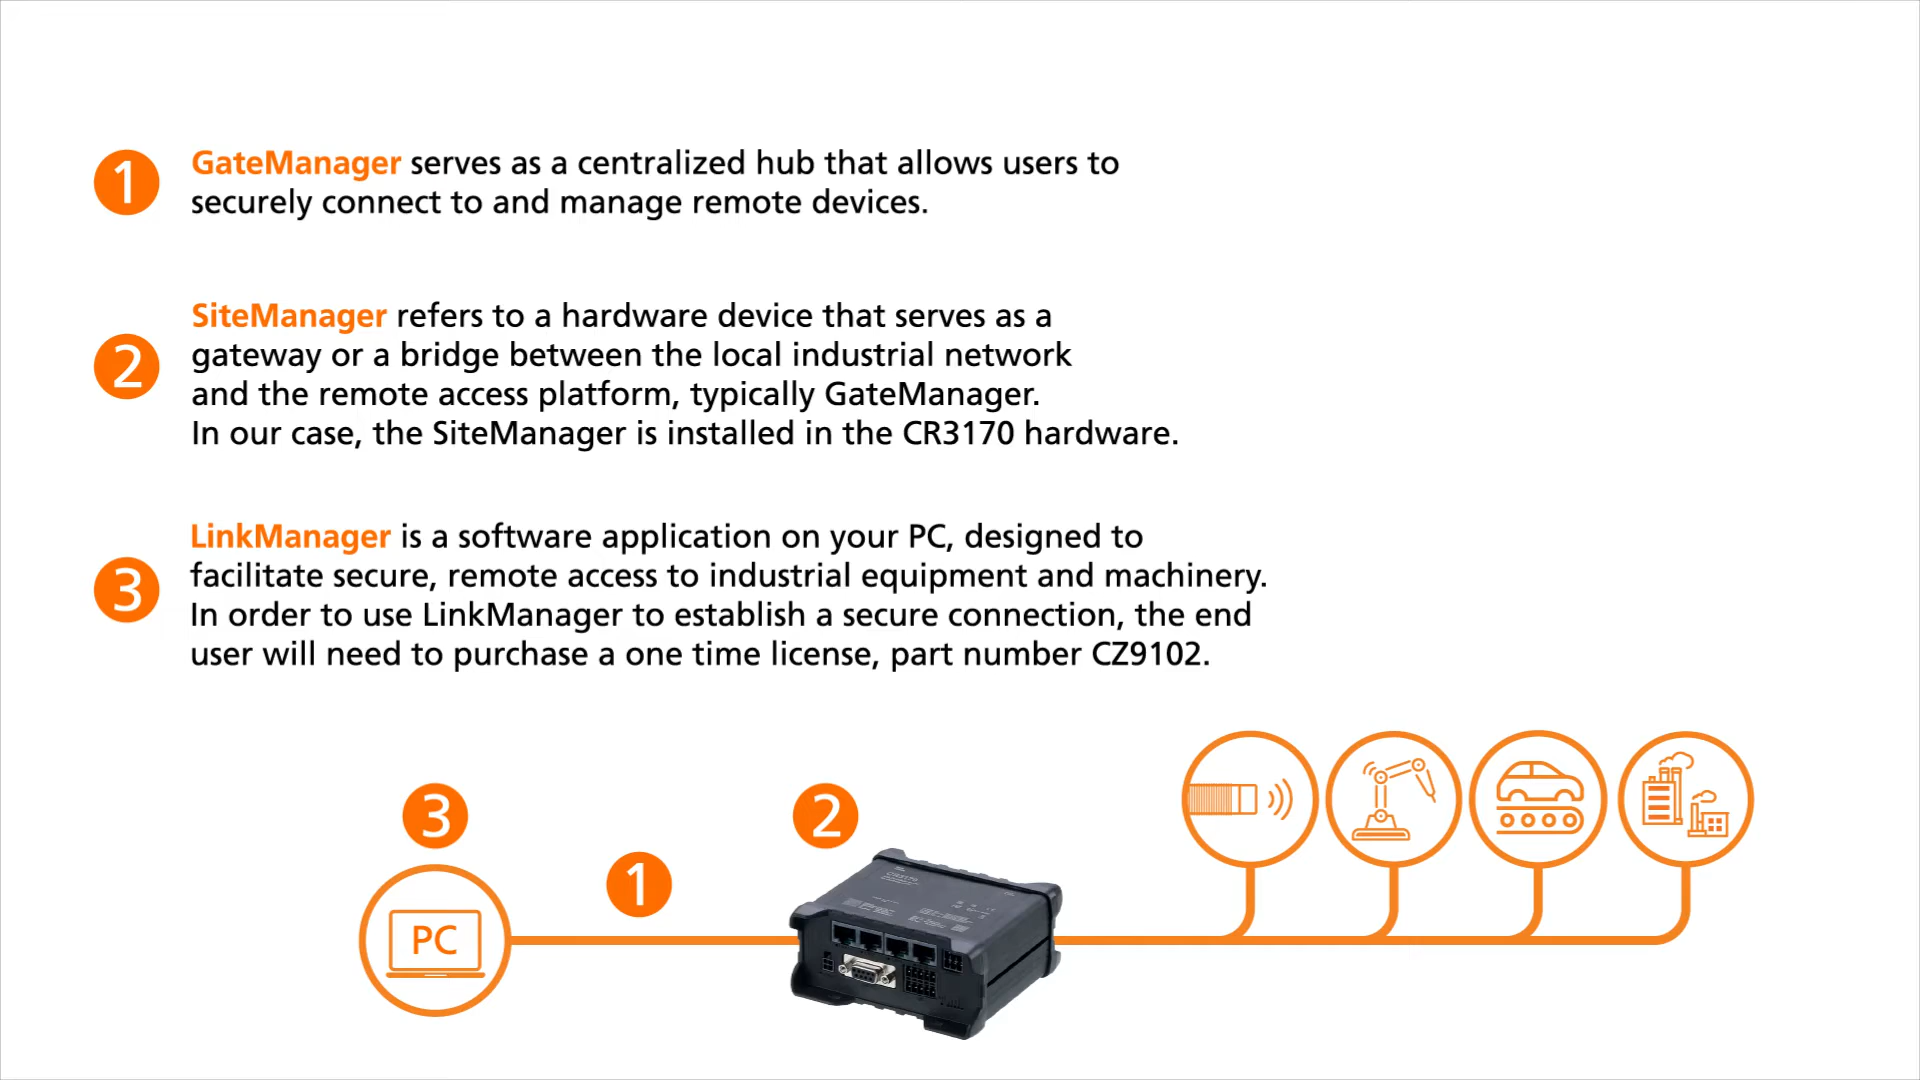 1
GateManager serves as a centralized hub that allows users to
securely connect to and manage remote devices.
2
SiteManager refers to a hardware device that serves as a
gateway or a bridge between the local industrial network
and the remote access platform, typically GateManager.
In our case, the SiteManager is installed in the CR3170 hardware.
3
LinkManager is a software application on your PC, designed to
facilitate secure, remote access to industrial equipment and machinery.
In order to use LinkManager to establish a secure connection, the end
user will need to purchase a one time license, part number CZ9102.
3
2
1
PC
CR3170